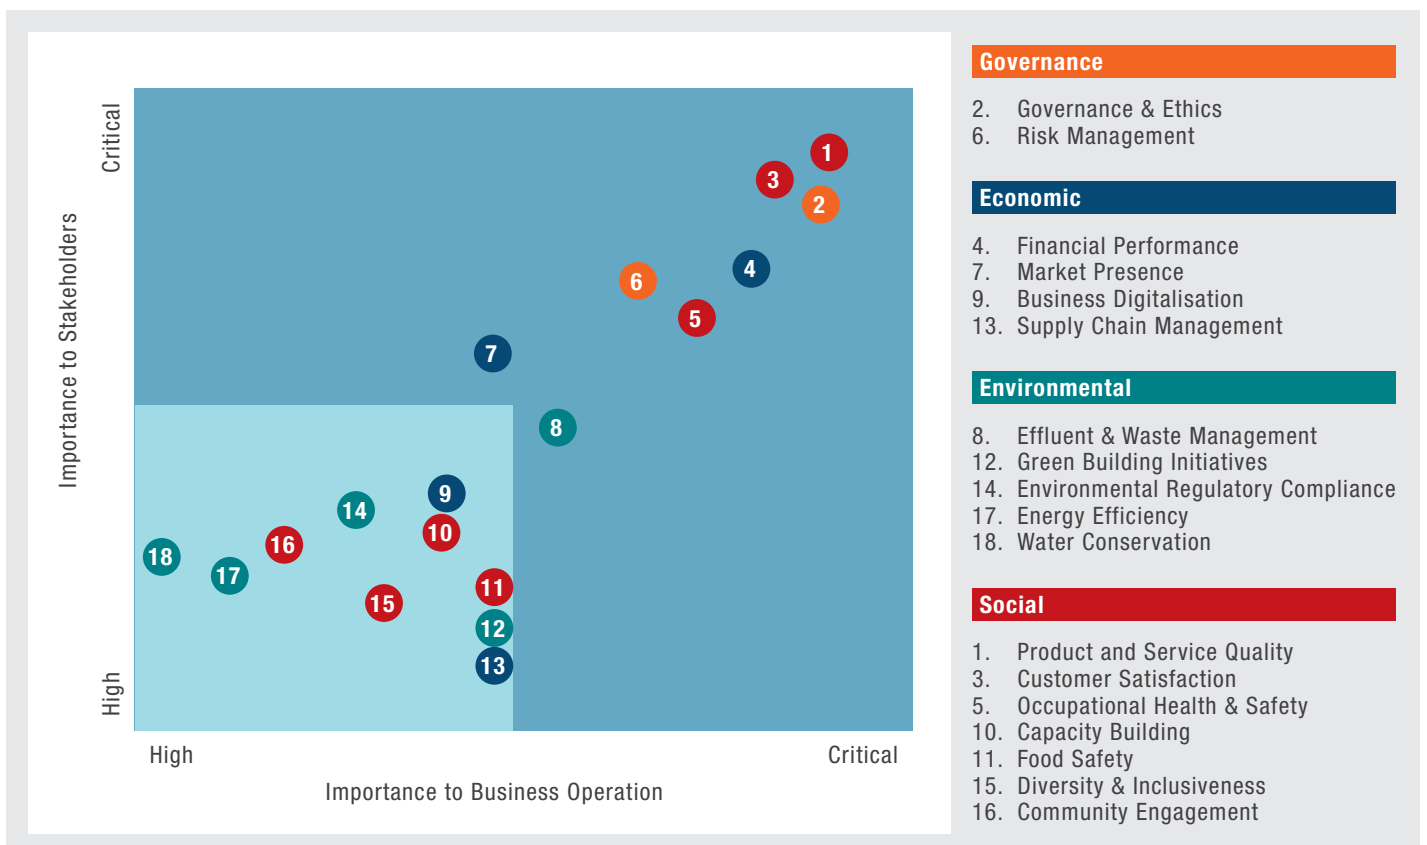 Critical
Importance to Stakeholders
High
1
3
2
4
6
5
7
8
9
14
10
16
18
17
11
15
12
13
High
Critical
Importance to Business Operation
Governance
2. Governance & Ethics
6. Risk Management
Economic
4. Financial Performance
7. Market Presence
9. Business Digitalisation
13. Supply Chain Management
Environmental
8. Effluent & Waste Management
12. Green Building Initiatives
14. Environmental Regulatory Compliance
17. Energy Efficiency
18. Water Conservation
Social
1. Product and Service Quality
3. Customer Satisfaction
5. Occupational Health & Safety
10. Capacity Building
11. Food Safety
15. Diversity & Inclusiveness
16. Community Engagement